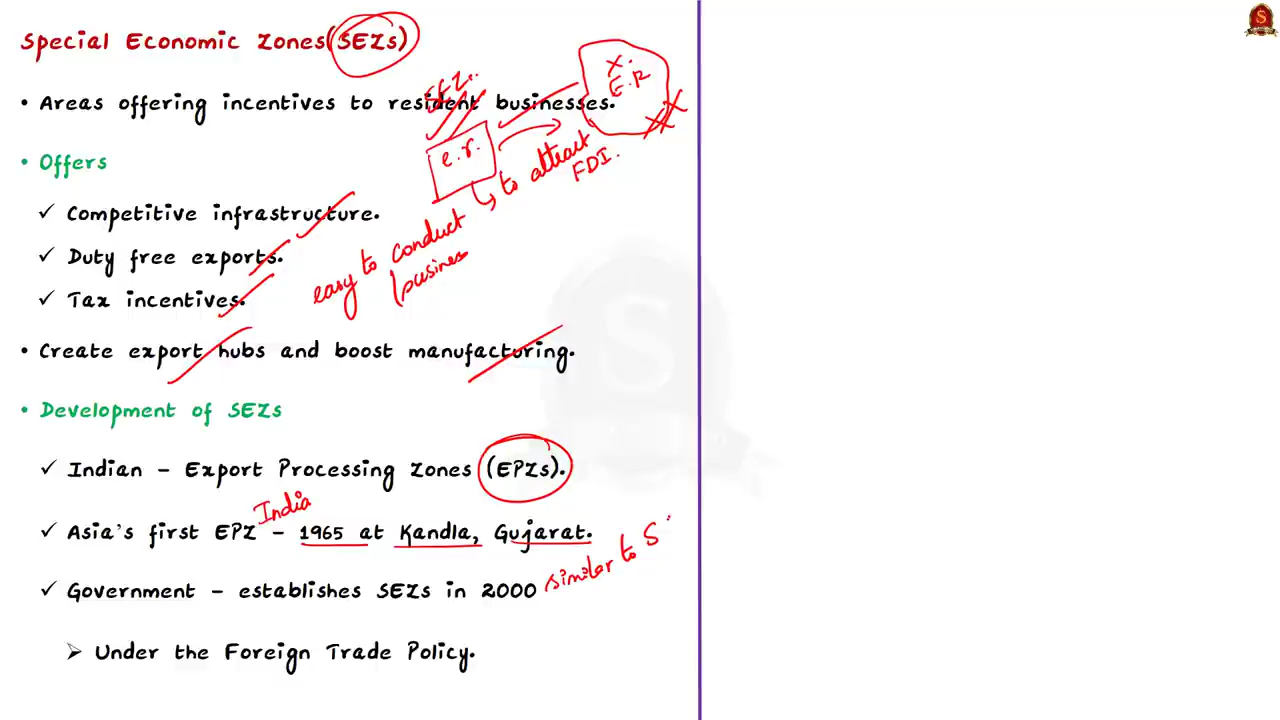 Special Economic Zones (SEZs)
• Areas offering incentives to resident businesses.
SEZ..
X.
E.R
e.r.
to attract
FDI.
• Offers
✓ Competitive infrastructure.
✓ Duty free exports.
✓ Tax incentives.
easy to conduct
business
• Create export hubs and boost manufacturing.
• Development of SEZs
✓ Indian - Export Processing Zones (EPZs).
India
✓ Asia's first EPZ - 1965 at Kandla, Gujarat.
✓ Government - establishes SEZs in 2000 similar to S
➢ Under the Foreign Trade Policy.
S